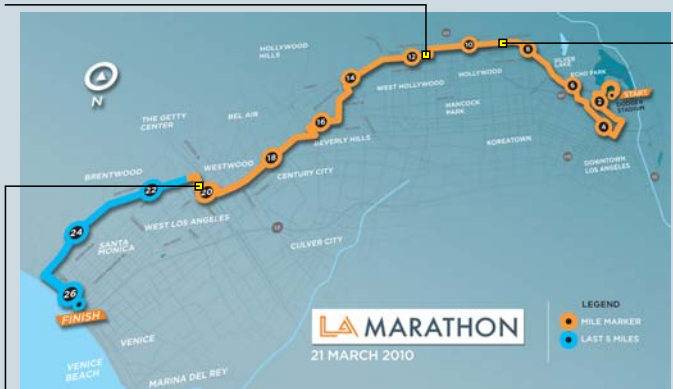 HOLLYWOOD
HILLS
12
10
8
SILVER
LAKE
ECHO PARK
6
START
DODGER
STADIUM
2
4
14
WEST HOLLYWOOD
HOLLYWOOD
HANCOCK
PARK
KOREATOWN
DOWNTOWN
LOS ANGELES
N
THE GETTY
CENTER
BEL AIR
16
BEVERLY HILLS
18
WESTWOOD
CENTURY CITY
BRENTWOOD
22
20
WEST LOS ANGELES
24
SANTA
MONICA
CULVER CITY
26
FINISH
VENICE
VENICE
BEACH
MARINA DEL REY
LA MARATHON
21 MARCH 2010
LEGEND
MILE MARKER
LAST 5 MILES